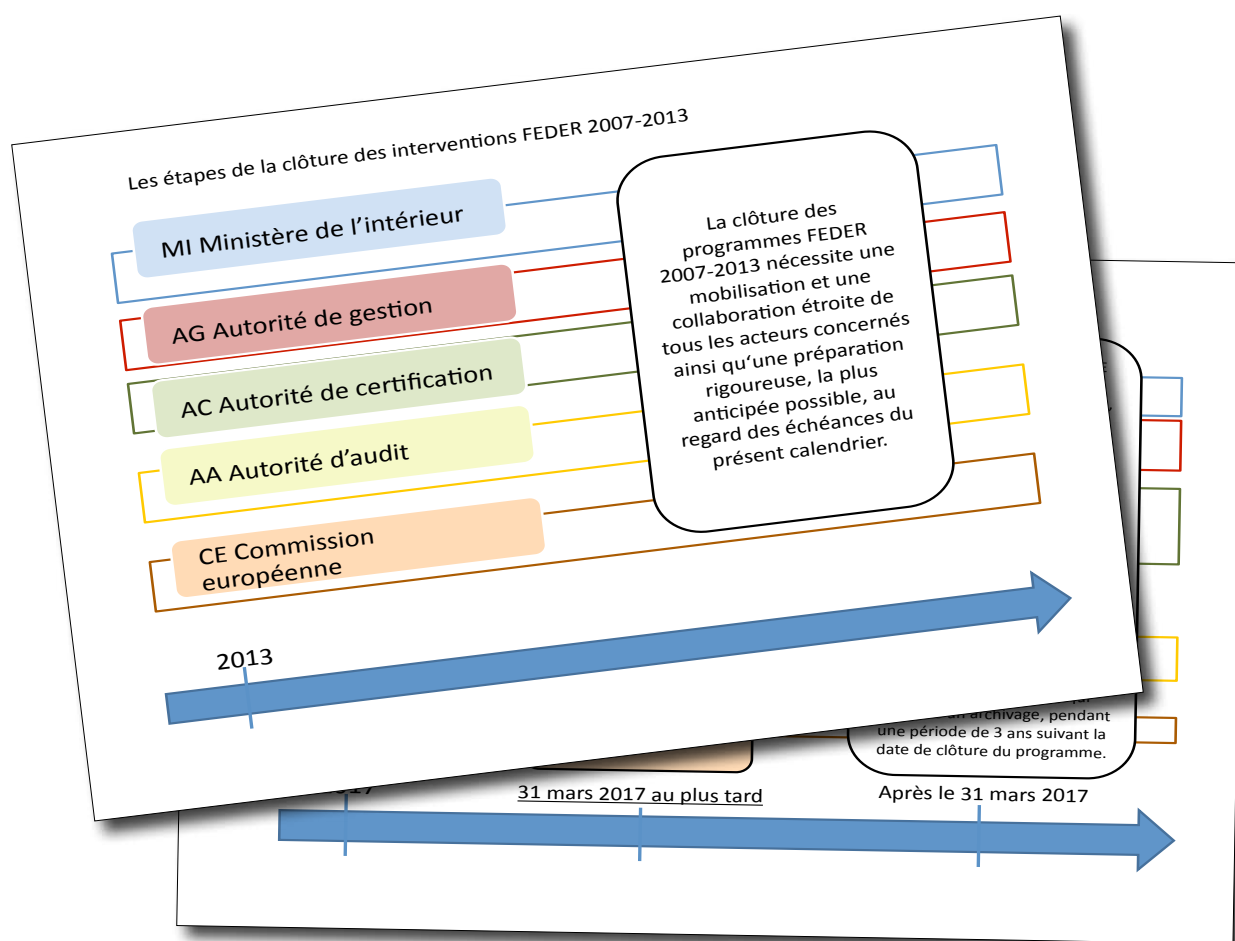 Les étapes de la clôture des interventions FEDER 2007-2013
MI Ministère de l’intérieur
AG Autorité de gestion
AC Autorité de certification
AA Autorité d’audit
CE Commission
européenne
La clôture des
programmes FEDER
2007-2013 nécessite une
mobilisation et une
collaboration étroite de
tous les acteurs concernés
ainsi qu‘une préparation
rigoureuse, la plus
anticipée possible, au
regard des échéances du
présent calendrier.
2013
archivage, pendant
une période de 3 ans suivant la
date de clôture du programme.
31 mars 2017 au plus tard
Après le 31 mars 2017